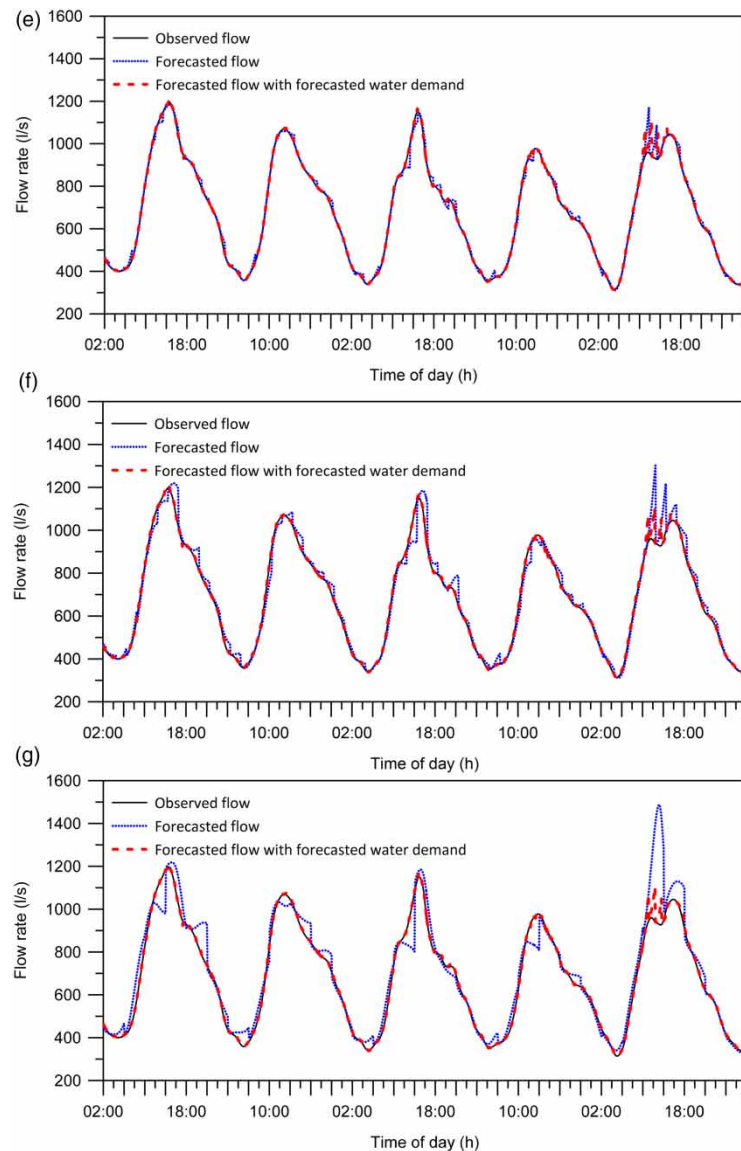 (e)
1600
1400
1200
1000
800
600
400
200
Flow rate (l/s)
Observed flow
Forecasted flow
Forecasted flow with forecasted water demand
02:00 18:00 10:00 02:00 18:00 10:00 02:00 18:00
Time of day (h)
(f)
1600
1400
1200
1000
800
600
400
200
Flow rate (l/s)
Observed flow
Forecasted flow
Forecasted flow with forecasted water demand
02:00 18:00 10:00 02:00 18:00 10:00 02:00 18:00
Time of day (h)
(g)
1600
1400
1200
1000
800
600
400
200
Flow rate (l/s)
Observed flow
Forecasted flow
Forecasted flow with forecasted water demand
02:00 18:00 10:00 02:00 18:00 10:00 02:00 18:00
Time of day (h)